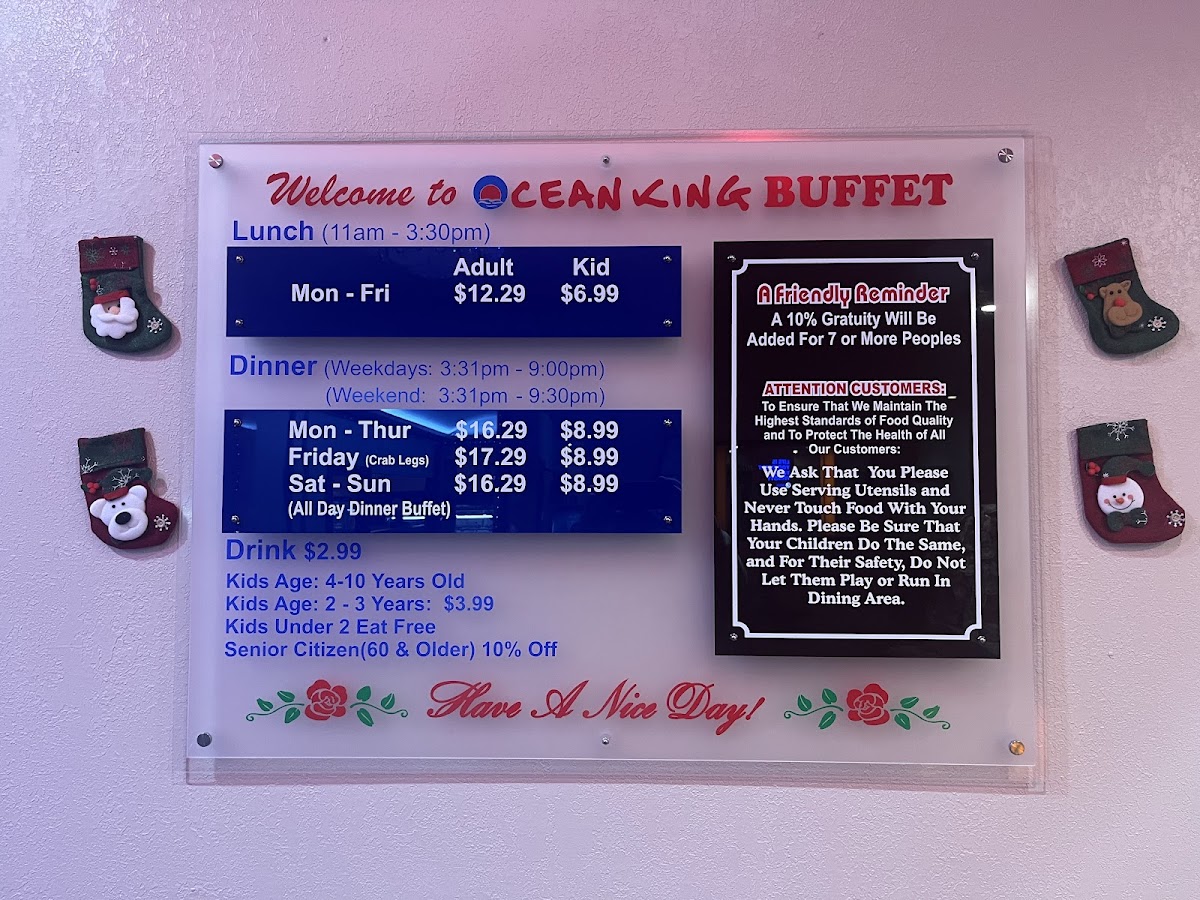 Welcome to OCEAN KING BUFFET
Lunch (11am - 3:30pm)
Adult Kid
Mon - Fri $12.29 $6.99
Dinner (Weekdays: 3:31pm - 9:00pm)
(Weekend: 3:31pm - 9:30pm)
Mon - Thur $16.29 $8.99
Friday (Crab Legs) $17.29 $8.99
Sat - Sun $16.29 $8.99
(All Day Dinner Buffet)
Drink $2.99
Kids Age: 4-10 Years Old
Kids Age: 2 - 3 Years: $3.99
Kids Under 2 Eat Free
Senior Citizen(60 & Older) 10% Off
A Friendly Reminder
A 10% Gratuity Will Be
Added For 7 or More Peoples
ATTENTION CUSTOMERS:
To Ensure That We Maintain The
Highest Standards of Food Quality
and To Protect The Health of All
Our Customers:
We Ask That You Please
Use Serving Utensils and
Never Touch Food With Your
Hands. Please Be Sure That
Your Children Do The Same,
and For Their Safety, Do Not
Let Them Play or Run In
Dining Area.
Have A Nice Day!